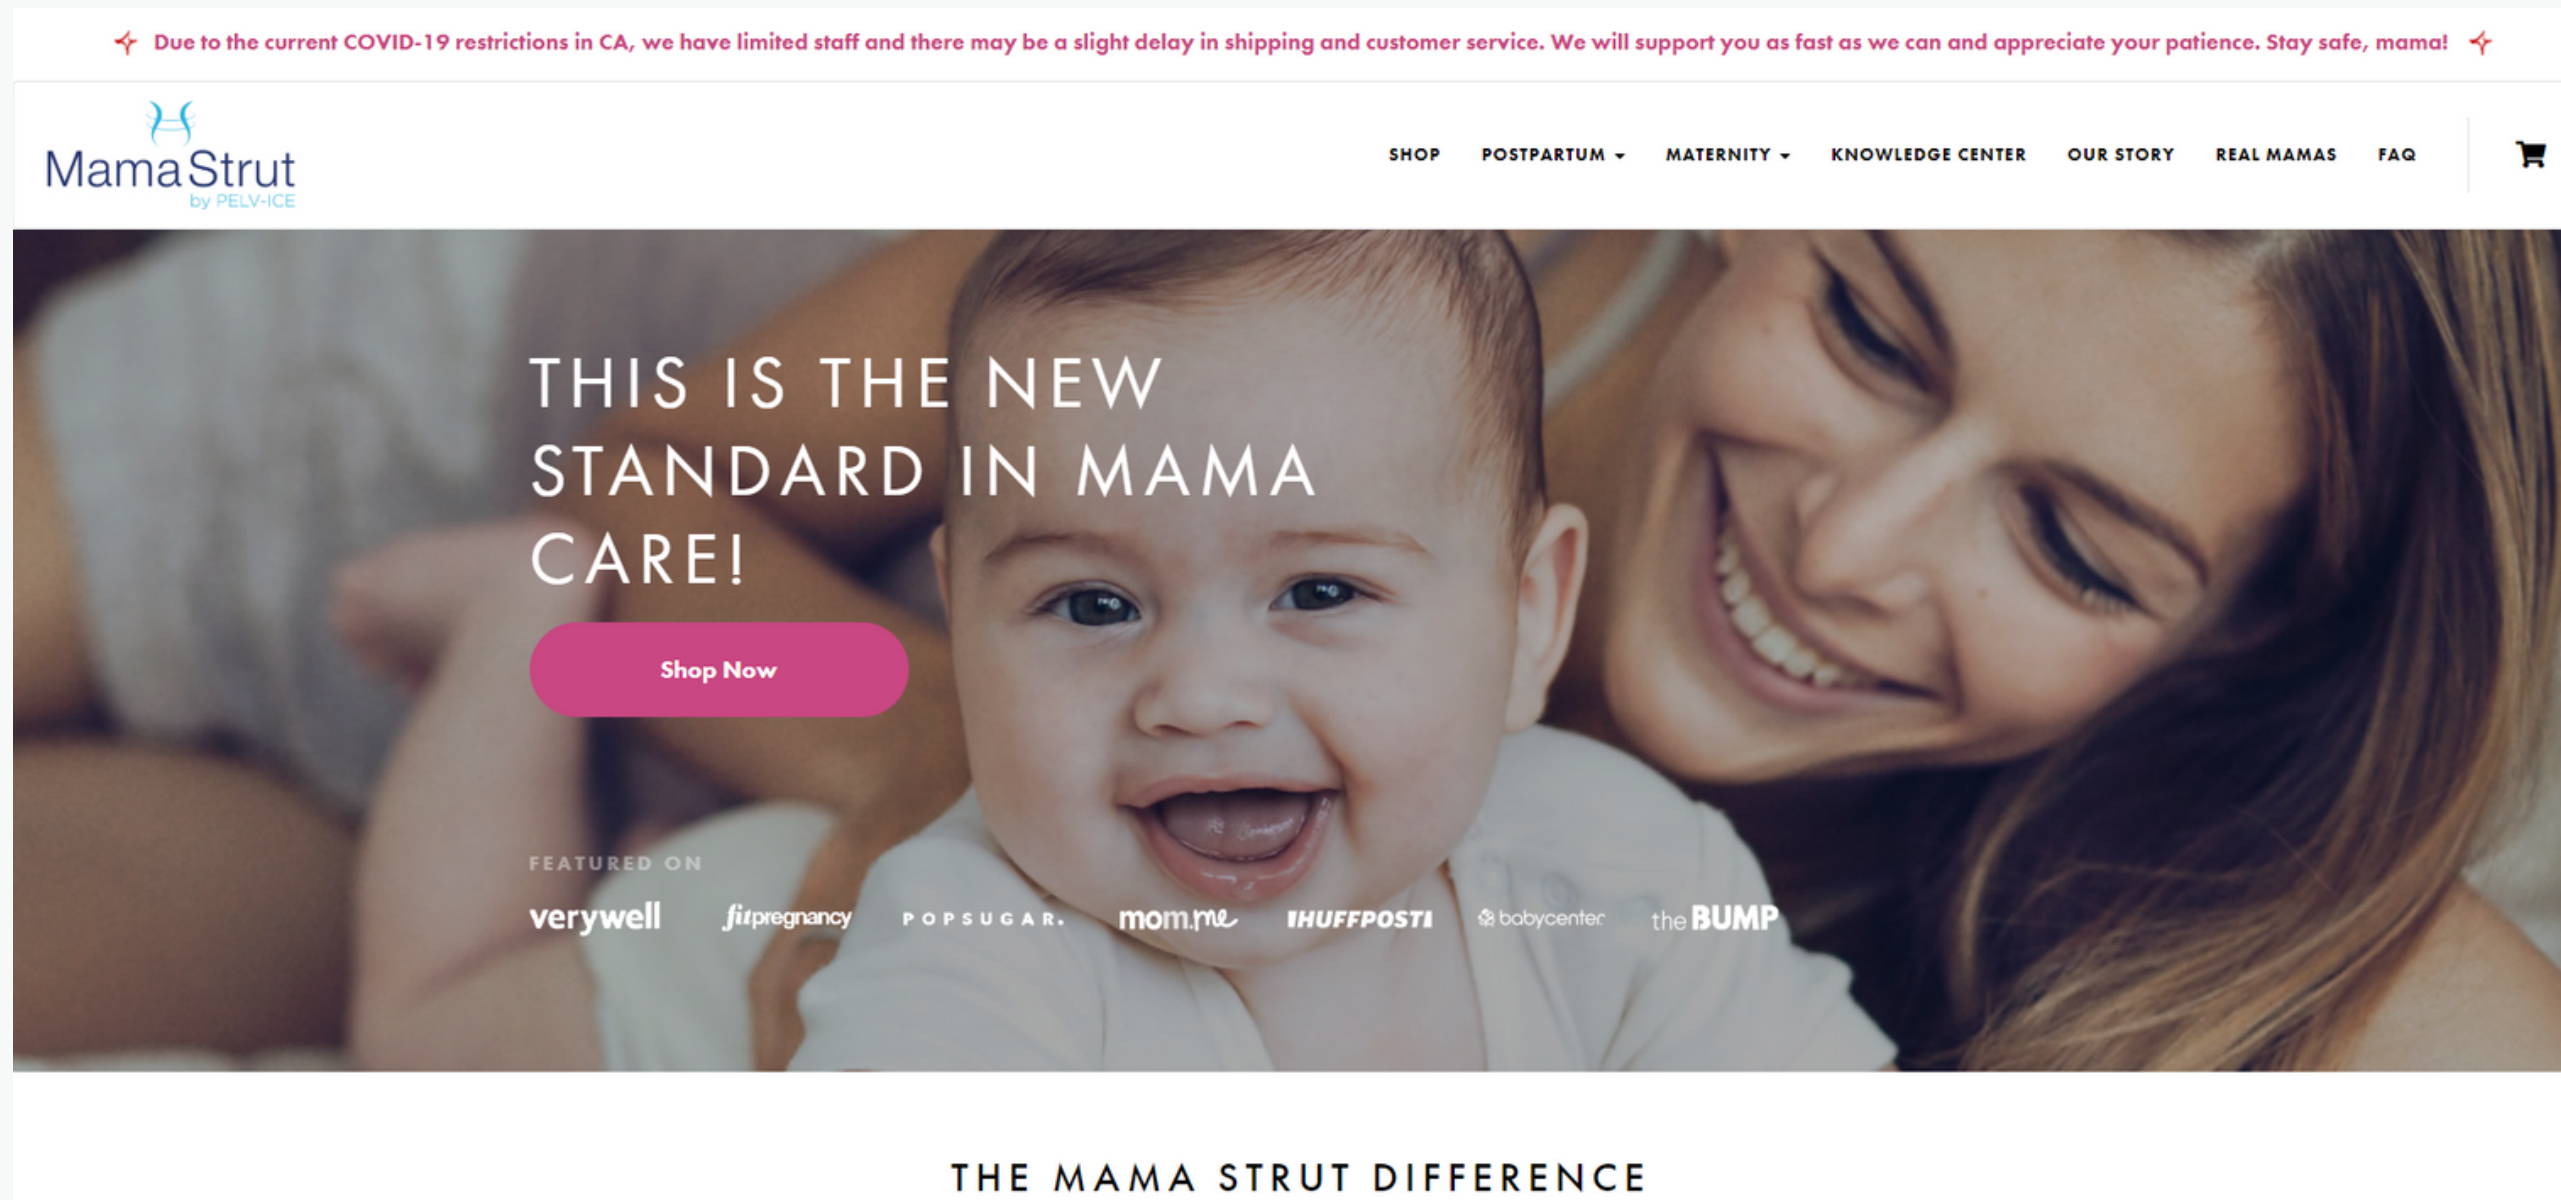 Due to the current COVID-19 restrictions in CA, we have limited staff and there may be a slight delay in shipping and customer service. We will support you as fast as we can and appreciate your patience. Stay safe, mama!
MamaStrut
by PELV-ICE
SHOP POSTPARTUM MATERNITY KNOWLEDGE CENTER OUR STORY REAL MAMAS FAQ
THIS IS THE NEW
STANDARD IN MAMA
CARE!
Shop Now
FEATURED ON
verywell fitpregnancy POPSUGAR. mom.me HUFFPOST babycenter the BUMP
THE MAMA STRUT DIFFERENCE